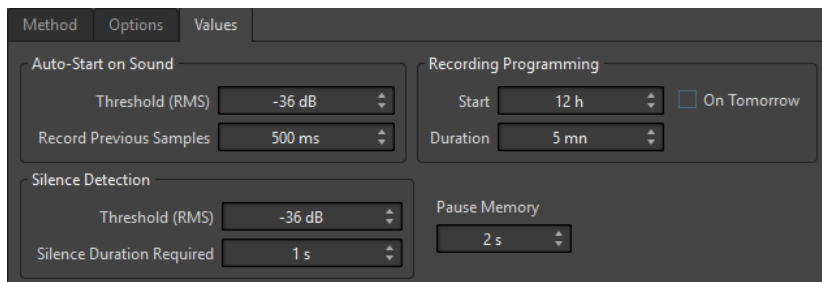 Method Options Values
Auto-Start on Sound
Threshold (RMS) -36 dB
Record Previous Samples 500 ms
Recording Programming
Start 12 h On Tomorrow
Duration 5 mn
Silence Detection
Threshold (RMS) -36 dB
Silence Duration Required 1 s
Pause Memory
2 s